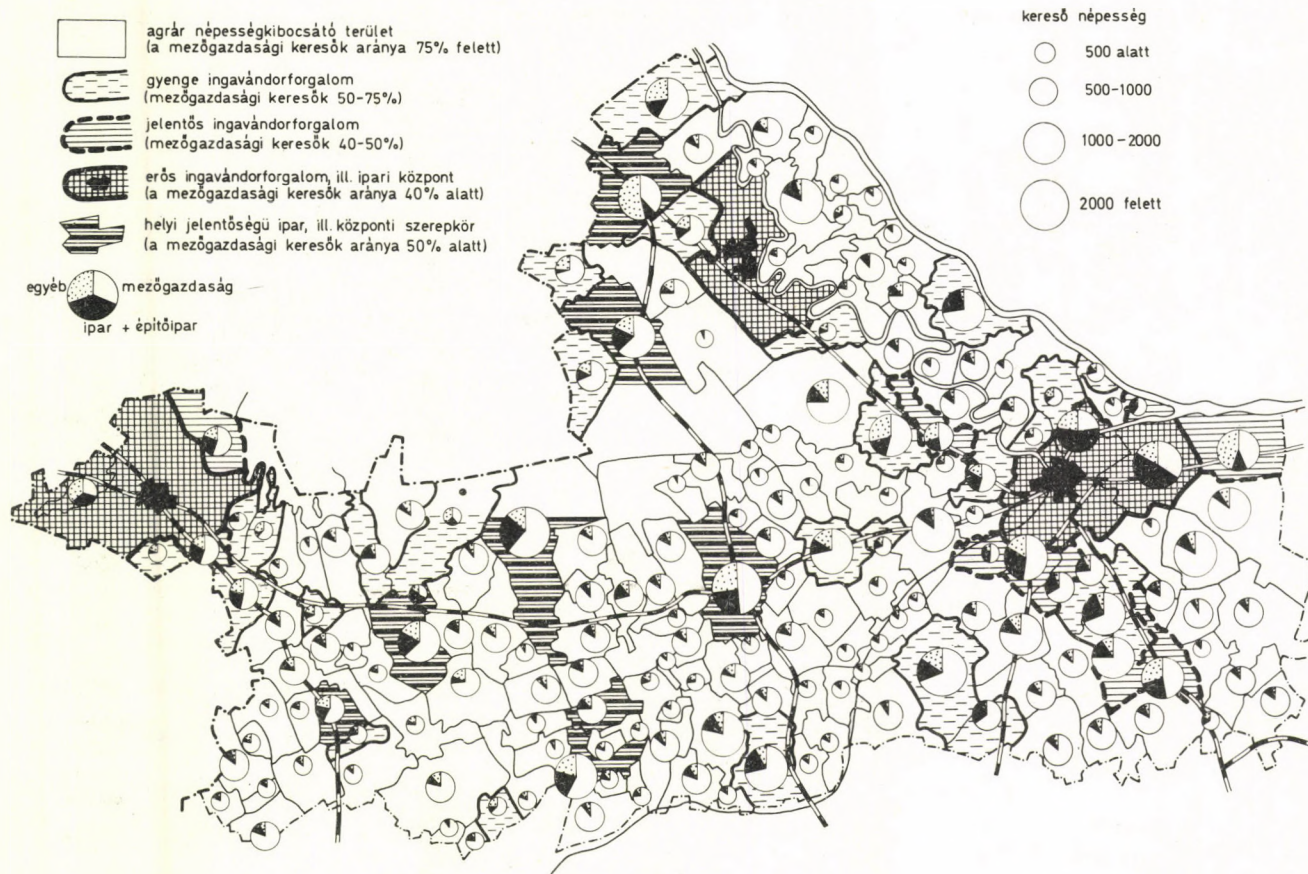 agrár népességkibocsátó terület
(a mezőgazdasági keresők aránya 75% felett)
gyenge ingavándorforgalom
(mezőgazdasági keresők 50-75%)
jelentős ingavándorforgalom
(mezőgazdasági keresők 40-50%)
erős ingavándorforgalom, ill. ipari központ
(a mezőgazdasági keresők aránya 40% alatt)
helyi jelentőségü ipar, ill. központi szerepkör
(a mezőgazdasági keresők aránya 50% alatt)
egyéb mezőgazdaság
ipar + építőipar
kereső népesség
500 alatt
500-1000
1000-2000
2000 felett